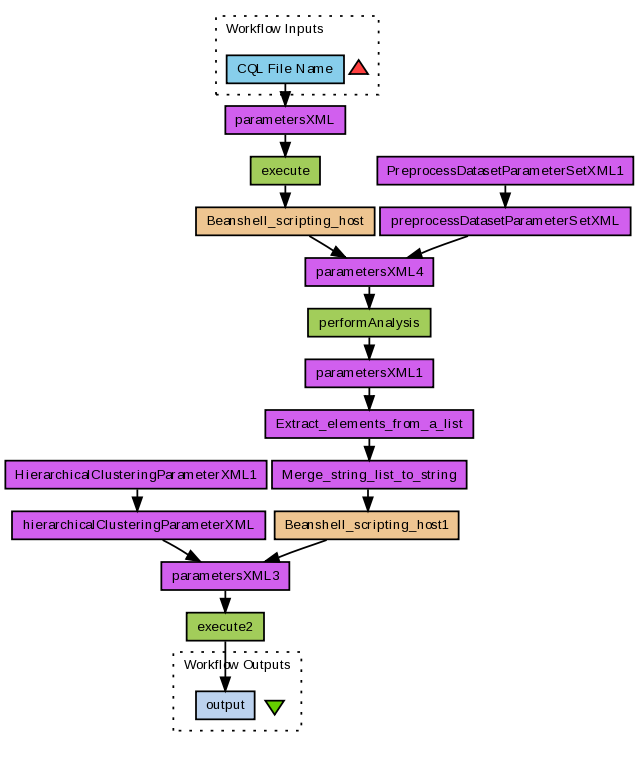 Workflow Inputs
CQL File Name
parametersXML
execute
PreprocessDatasetParameterSetXML1
Beanshell_scripting_host
preprocessDatasetParameterSetXML
parametersXML4
performAnalysis
parametersXML1
Extract_elements_from_a_list
HierarchicalClusteringParameterXML1
Merge_string_list_to_string
hierarchicalClusteringParameterXML
Beanshell_scripting_host1
parametersXML3
execute2
Workflow Outputs
output